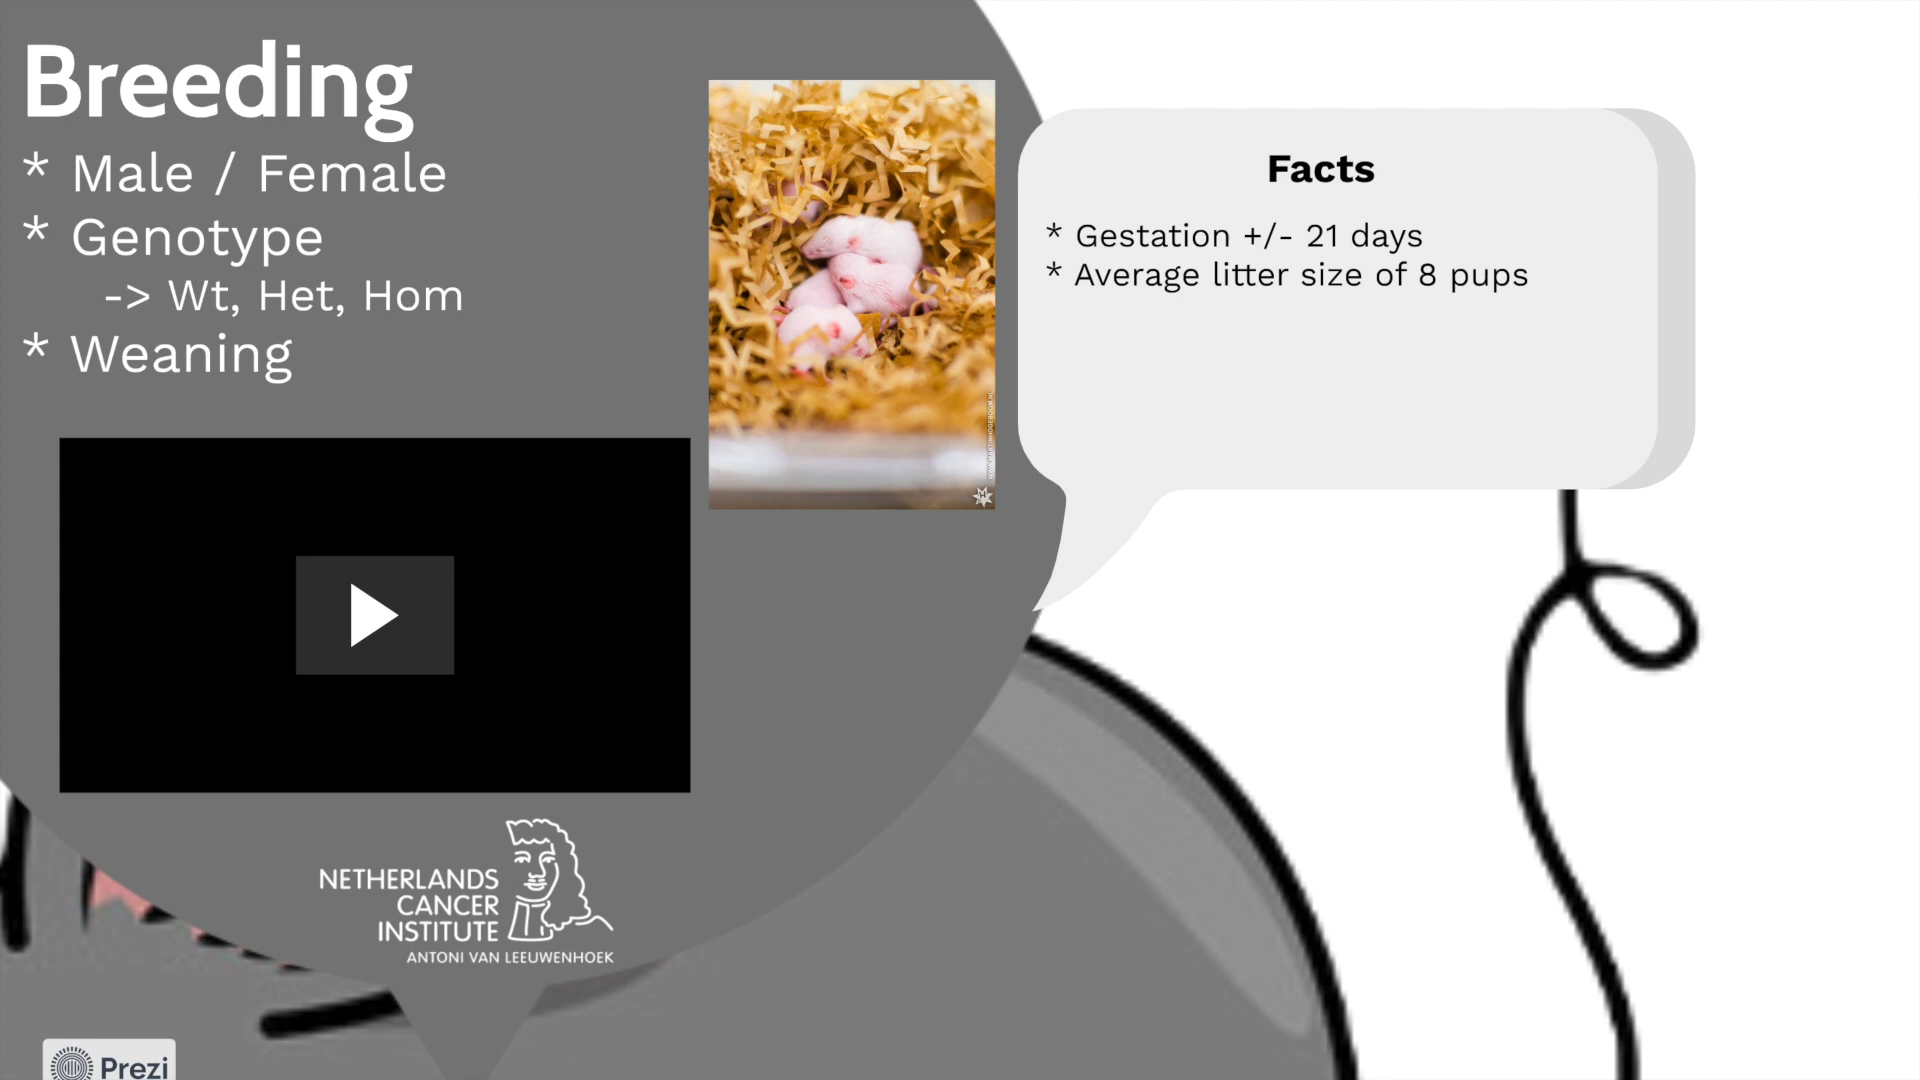 Breeding
* Male / Female
* Genotype
-> Wt, Het, Hom
* Weaning
Facts
* Gestation +/- 21 days
* Average litter size of 8 pups
NETHERLANDS
CANCER
INSTITUTE
ANTONI VAN LEEUWENHOEK
Prezi